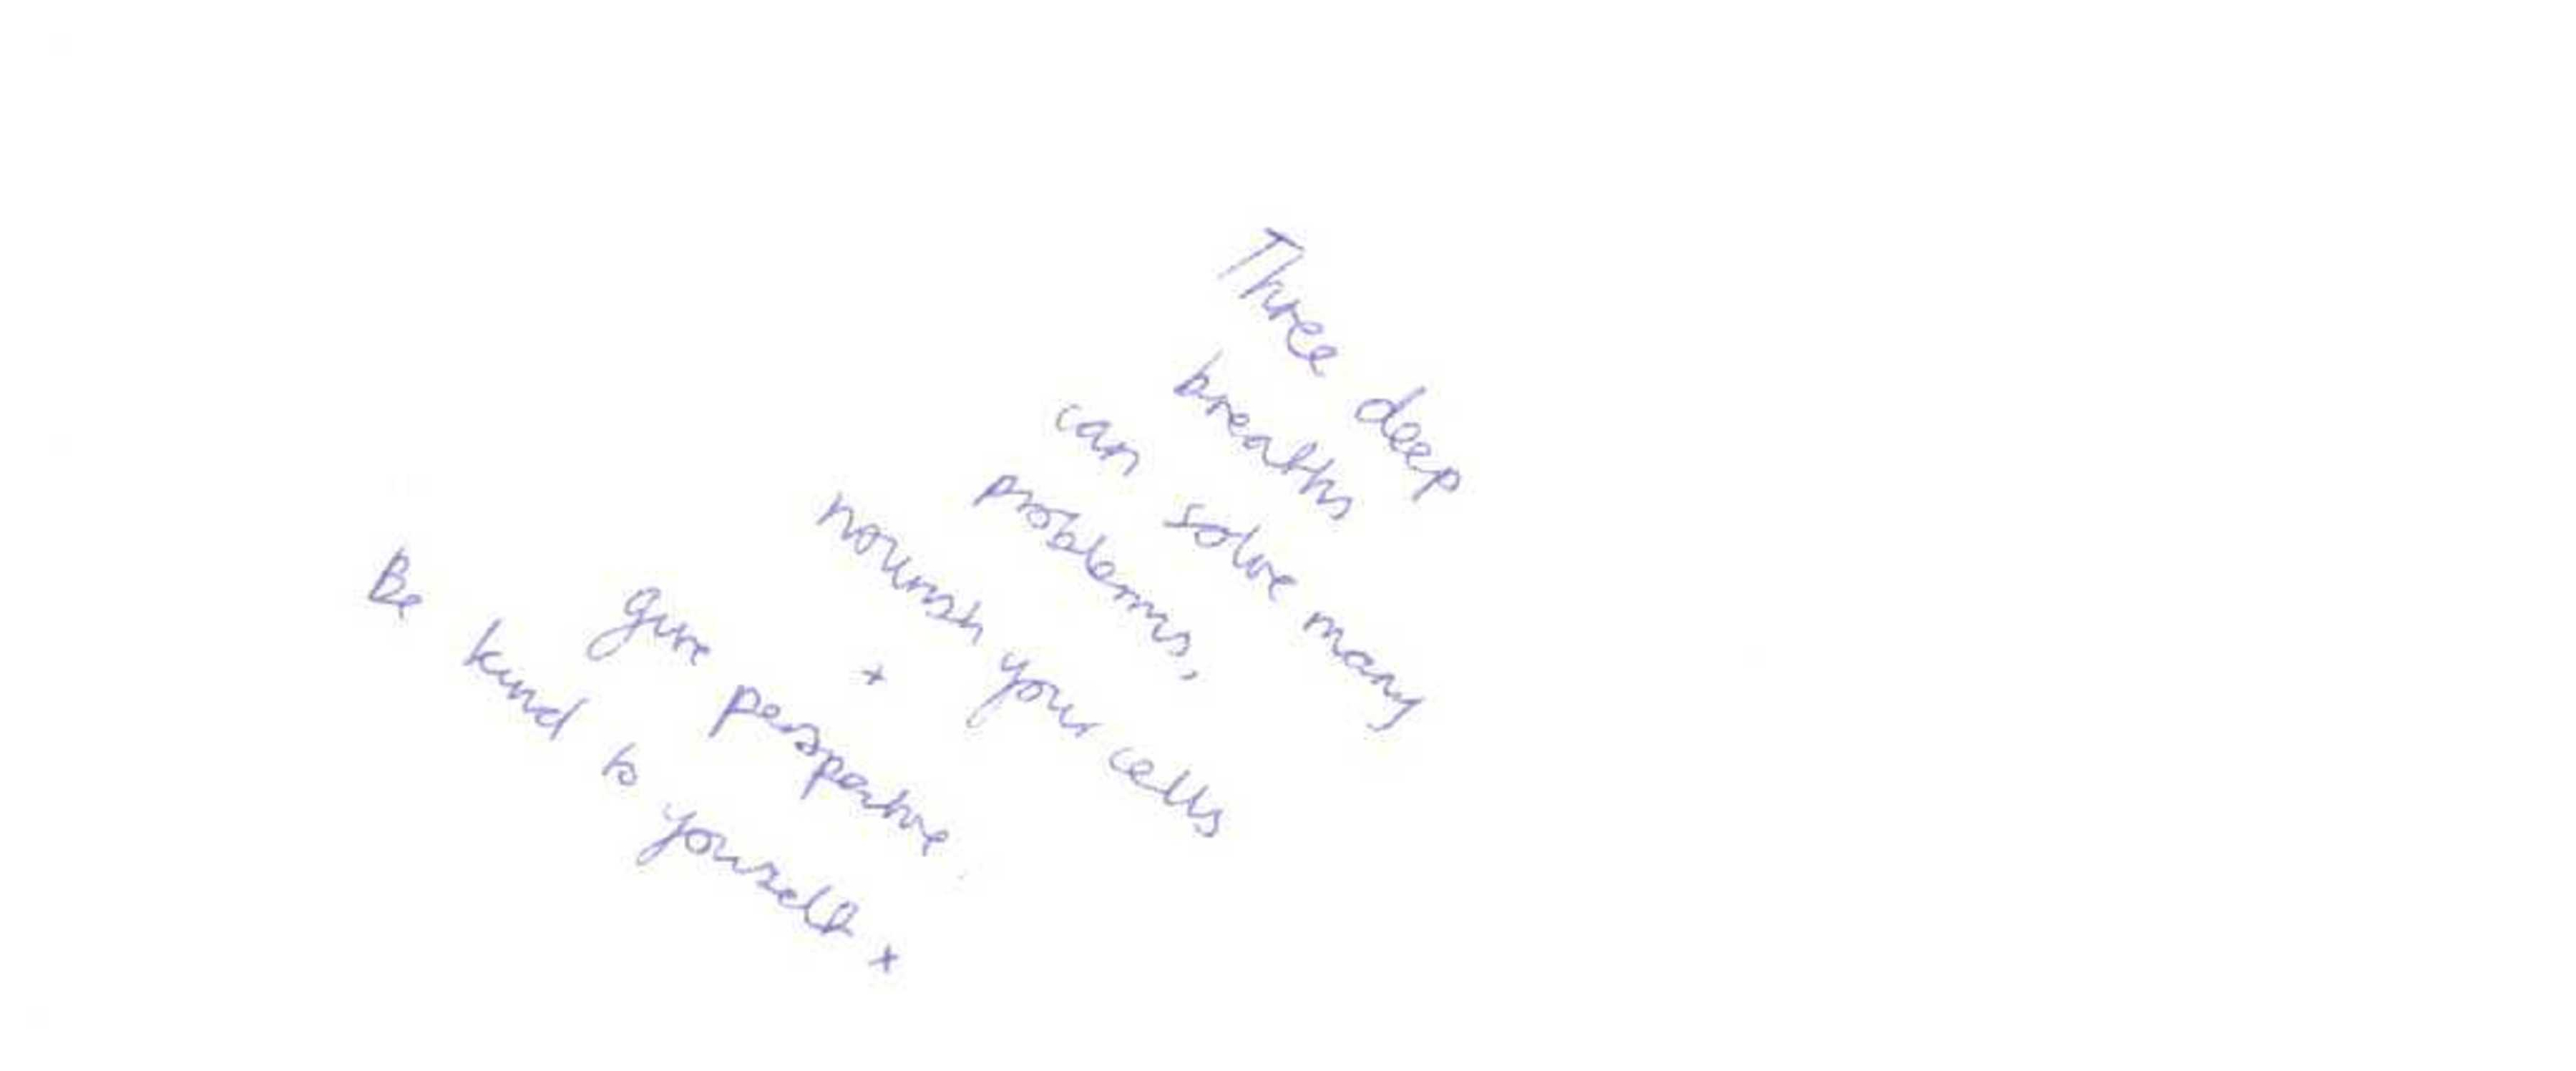 Three deep
breaths
can solve many
problems,
nourish your cells
+
give perspective.
Be kind to yourself x